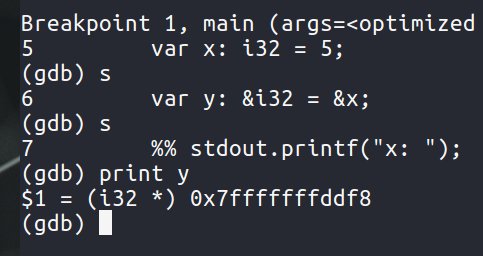 Breakpoint 1, main (args=<optimized
5         var x: i32 = 5;
(gdb) s
6         var y: &i32 = &x;
(gdb) s
7         %% stdout.printf("x: ");
(gdb) print y
$1 = (i32 *) 0x7fffffffddf8
(gdb)